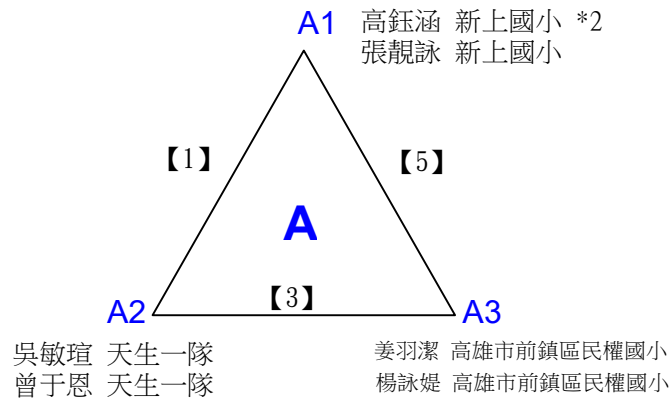 A1 高鈺涵 新上國小 *2
張靚詠 新上國小
【1】 【5】
A
【3】
A2 A3
吳敏瑄 天生一隊 姜羽潔 高雄市前鎮區民權國小
曾于恩 天生一隊 楊詠媞 高雄市前鎮區民權國小